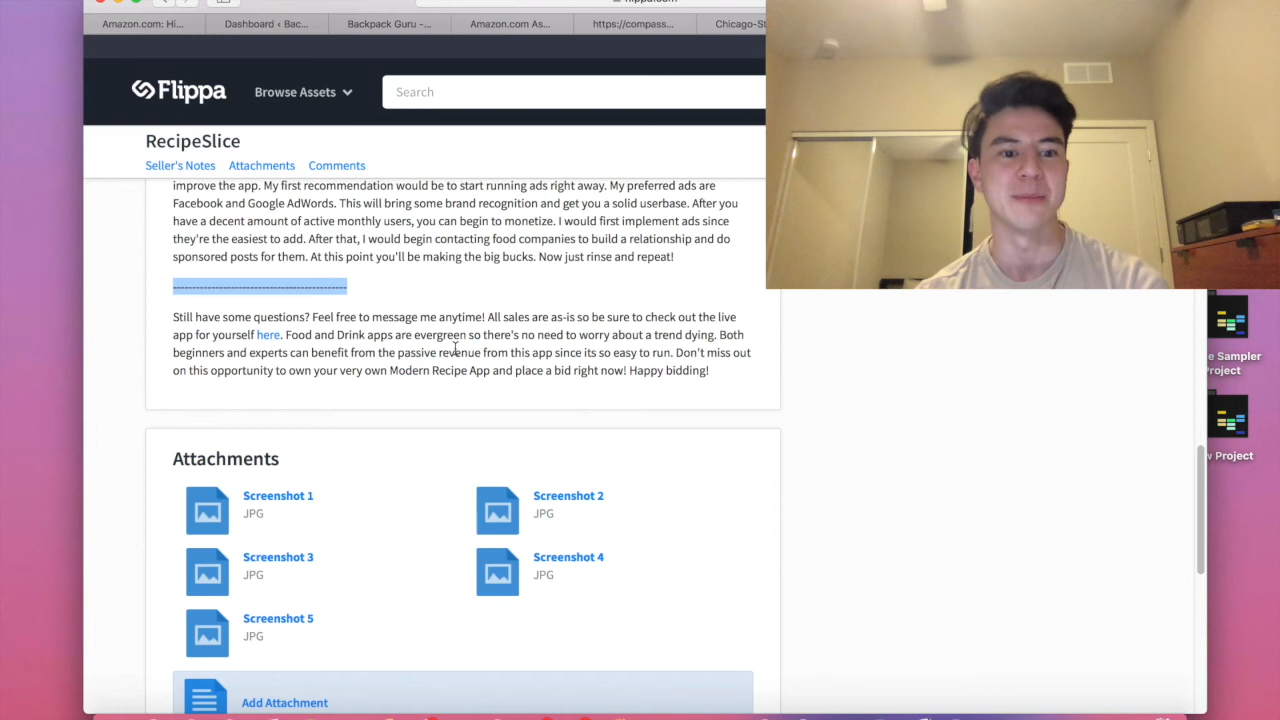 Amazon.com: Hi...
Dashboard ‹ Bac...
Backpack Guru -...
Amazon.com As...
https://compass...
Chicago-St
Flippa
Browse Assets
Search
RecipeSlice
Seller's Notes
Attachments
Comments
improve the app. My first recommendation would be to start running ads right away. My preferred ads are
Facebook and Google AdWords. This will bring some brand recognition and get you a solid userbase. After you
have a decent amount of active monthly users, you can begin to monetize. I would first implement ads since
they're the easiest to add. After that, I would begin contacting food companies to build a relationship and do
sponsored posts for them. At this point you'll be making the big bucks. Now just rinse and repeat!
--------------------------------------------
Still have some questions? Feel free to message me anytime! All sales are as-is so be sure to check out the live
app for yourself here. Food and Drink apps are evergreen so there's no need to worry about a trend dying. Both
beginners and experts can benefit from the passive revenue from this app since its so easy to run. Don't miss out
on this opportunity to own your very own Modern Recipe App and place a bid right now! Happy bidding!
Attachments
Screenshot 1
JPG
Screenshot 2
JPG
Screenshot 3
JPG
Screenshot 4
JPG
Screenshot 5
JPG
Add Attachment
e Sampler
Project
w Project